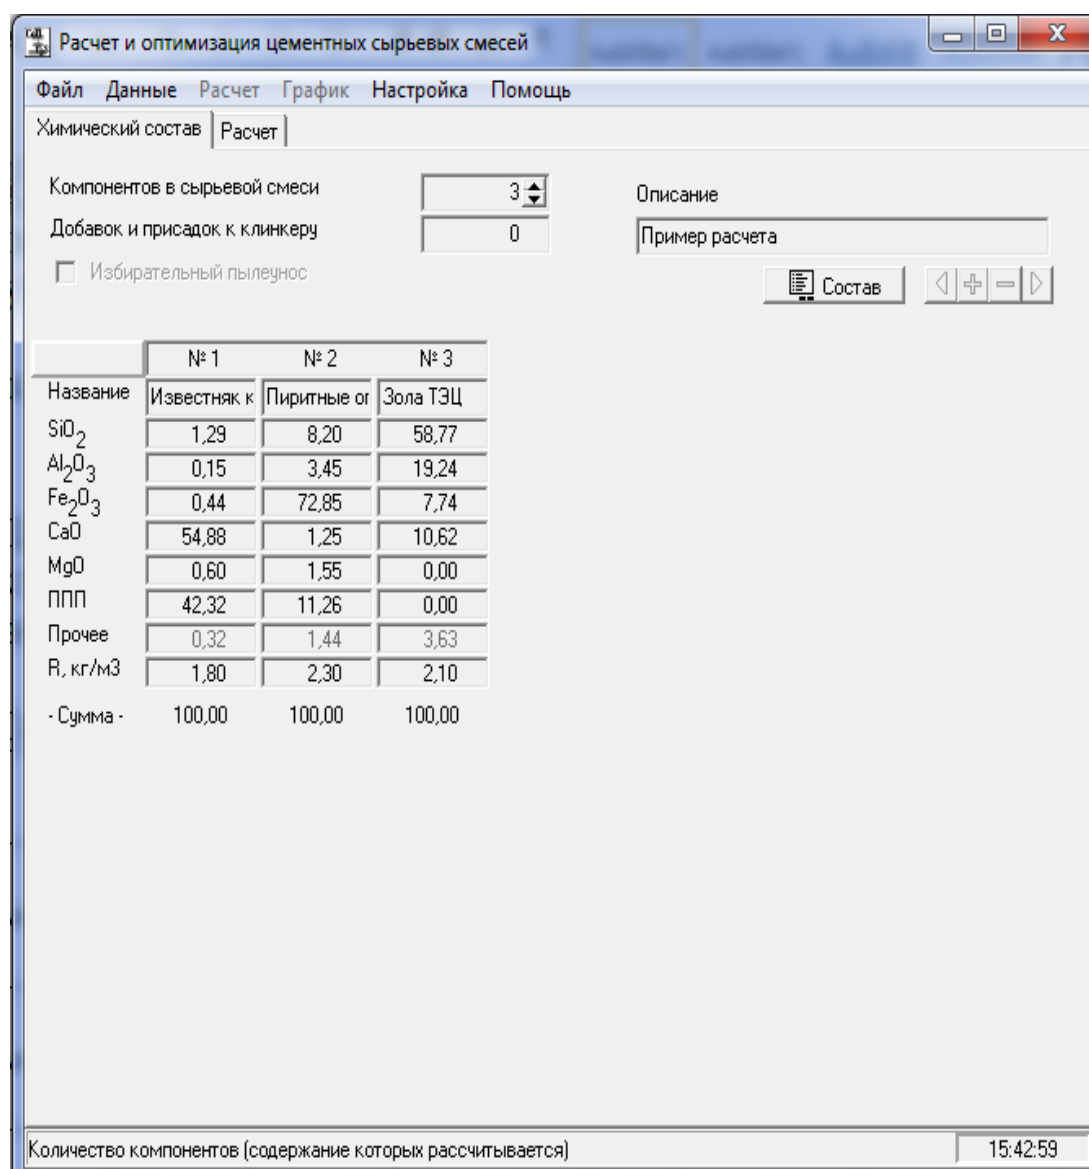 Расчет и оптимизация цементных сырьевых смесей
Файл Данные Расчет График Настройка Помощь
Химический состав Расчет
Компонентов в сырьевой смеси 3 Описание
Добавок и присадок к клинкеру 0 Пример расчета
Избирательный пылеунос
Состав
№ 1 № 2 № 3
Название Известняк к Пиритные ог Зола ТЭЦ
SiO2 1,29 8,20 58,77
Al2O3 0,15 3,45 19,24
Fe2O3 0,44 72,85 7,74
CaO 54,88 1,25 10,62
MgO 0,60 1,55 0,00
ППП 42,32 11,26 0,00
Прочее 0,32 1,44 3,63
R, кг/м3 1,80 2,30 2,10
- Сумма - 100,00 100,00 100,00
Количество компонентов (содержание которых рассчитывается) 15:42:59